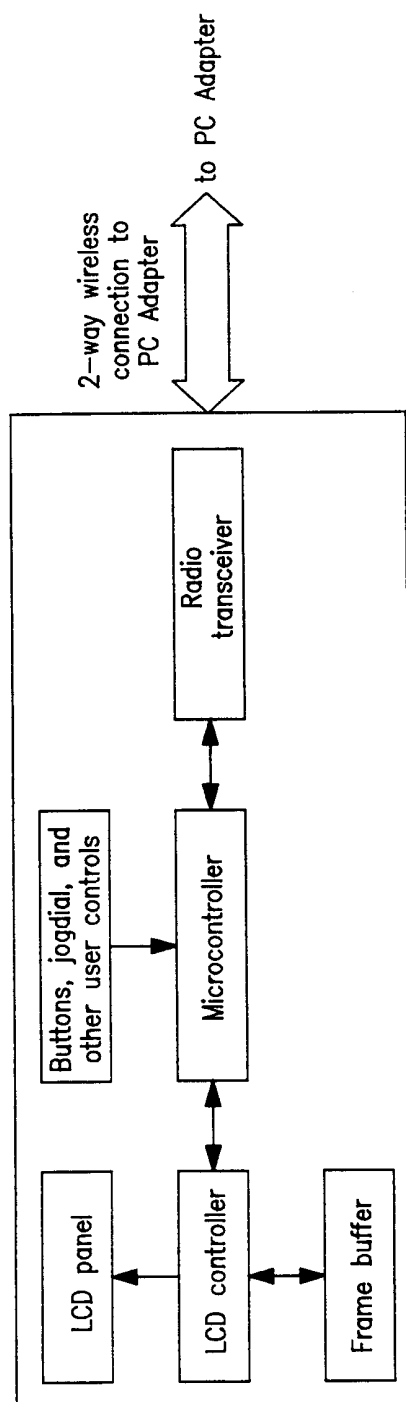 2-way wireless
connection to
PC Adapter
to PC Adapter
Buttons, jogdial, and
other user controls
LCD panel
LCD controller
Microcontroller
Radio
transceiver
Frame buffer